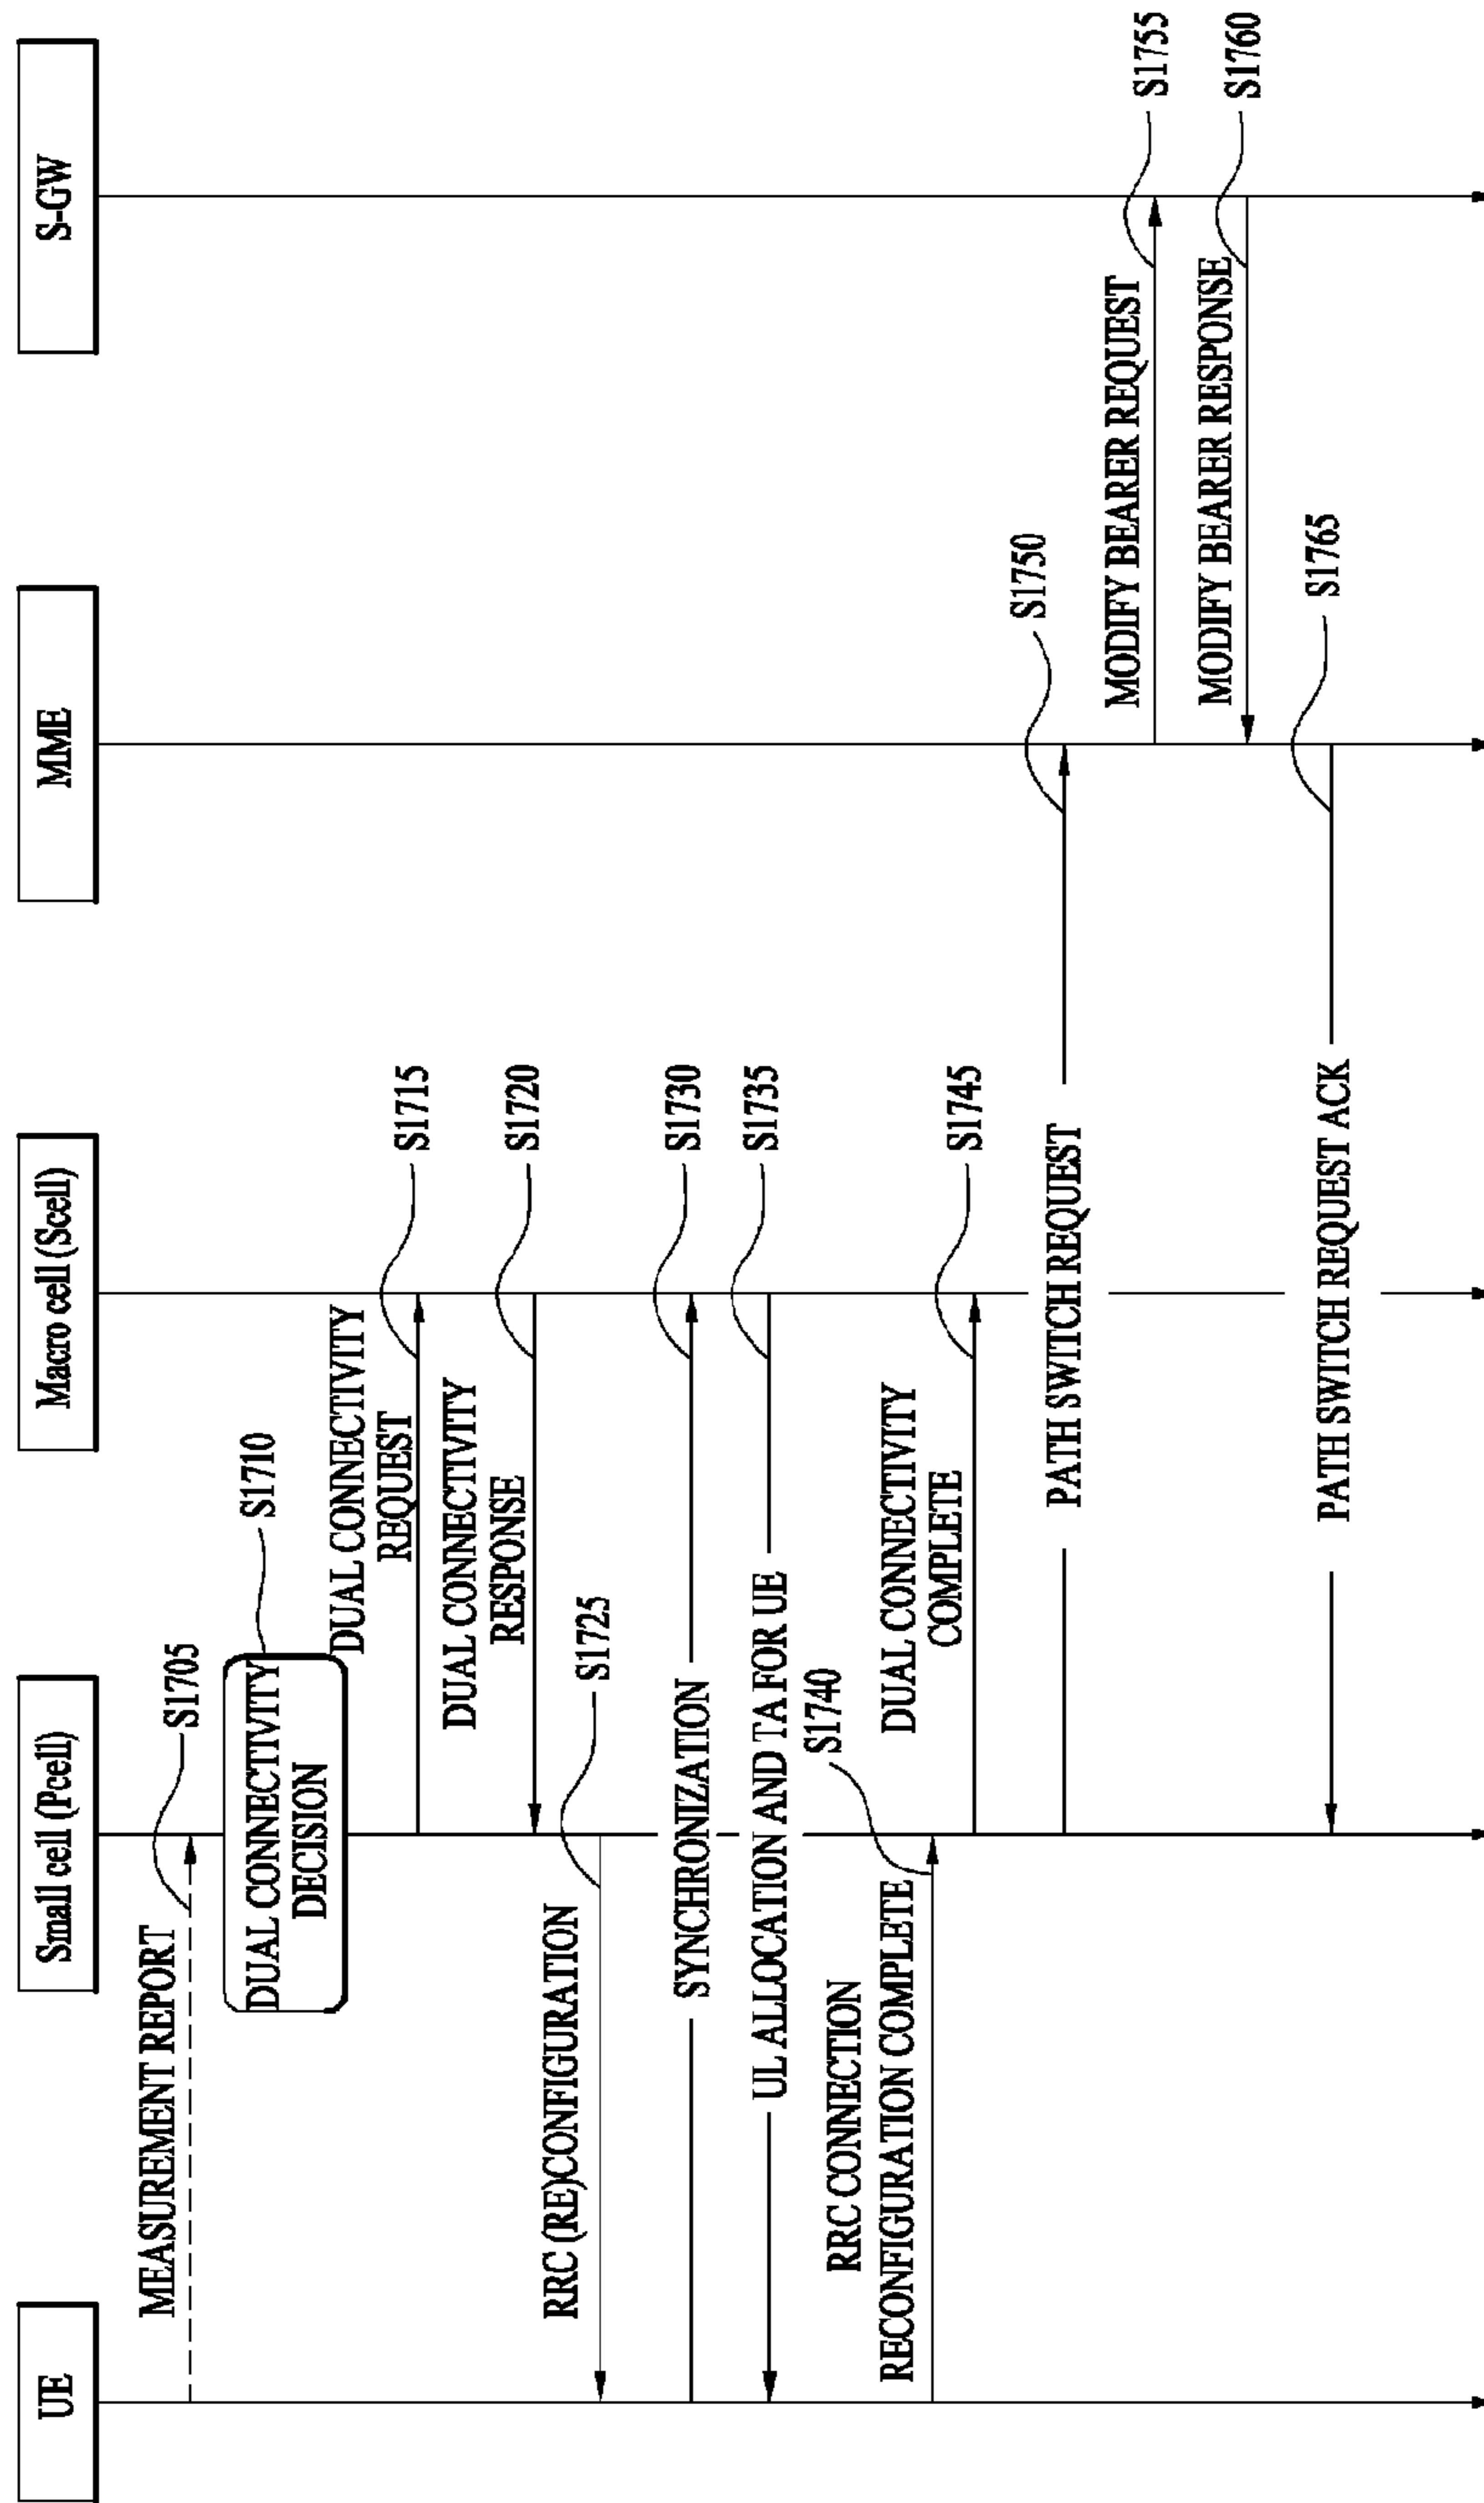 UE
Small cell (Pcell)
Macro cell (Scell)
MME
S-GW
MEASUREMENT REPORT
S1705
DUAL CONNECTIVITY
DECISION
S1710
DUAL CONNECTIVITY
REQUEST
S1715
DUAL CONNECTIVITY
RESPONSE
S1720
RRC (RE)CONFIGURATION
S1725
SYNCHRONIZATION
S1730
UL ALLOCATION AND TA FOR UE
S1735
RRC CONNECTION
RECONFIGURATION COMPLETE
S1740
DUAL CONNECTIVITY
COMPLETE
S1745
PATH SWITCH REQUEST
S1750
MODIFY BEARER REQUEST
S1755
MODIFY BEARER RESPONSE
S1760
PATH SWITCH REQUEST ACK
S1765